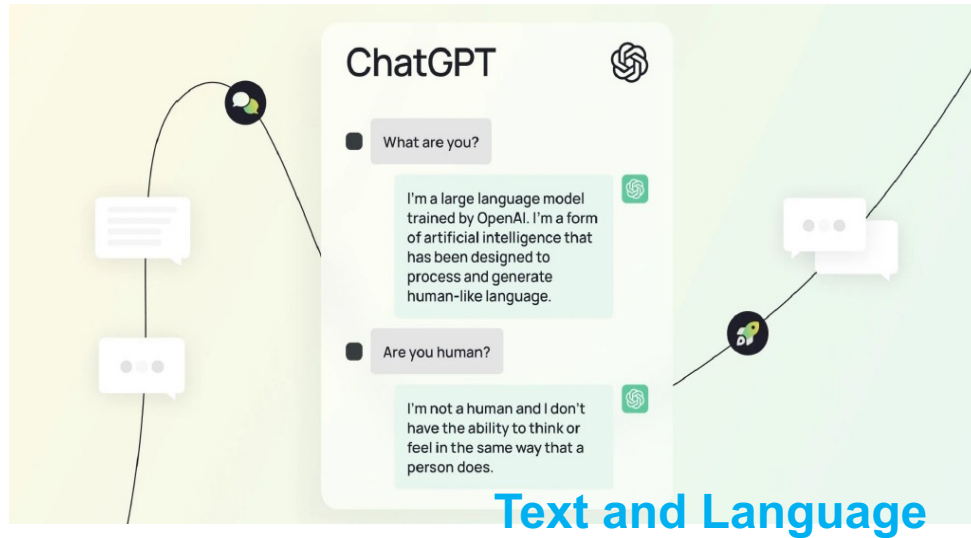 ChatGPT
What are you?
I'm a large language model
trained by OpenAI. I'm a form
of artificial intelligence that
has been designed to
process and generate
human-like language.
Are you human?
I'm not a human and I don't
have the ability to think or
feel in the same way that a
person does.
Text and Language